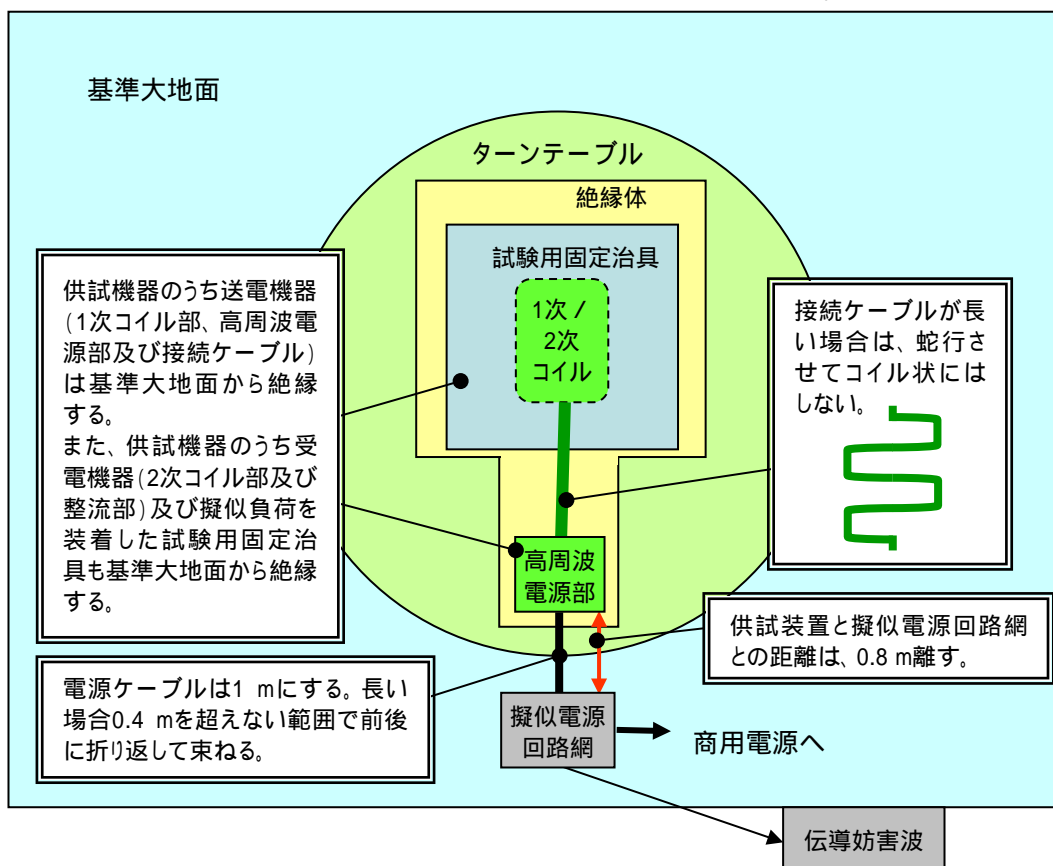 基準大地面
ターンテーブル
絶縁体
試験用固定治具
1次 /
2次
コイル
供試機器のうち送電機器
(1次コイル部、高周波電
源部及び接続ケーブル)
は基準大地面から絶縁
する。
また、供試機器のうち受
電機器(2次コイル部及び
整流部)及び擬似負荷を
装着した試験用固定治
具も基準大地面から絶縁
する。
接続ケーブルが長
い場合は、蛇行さ
せてコイル状には
しない。
高周波
電源部
供試装置と擬似電源回路網
との距離は、0.8 m離す。
電源ケーブルは1 mにする。長い
場合0.4 mを超えない範囲で前後
に折り返して束ねる。
擬似電源
回路網
商用電源へ
伝導妨害波